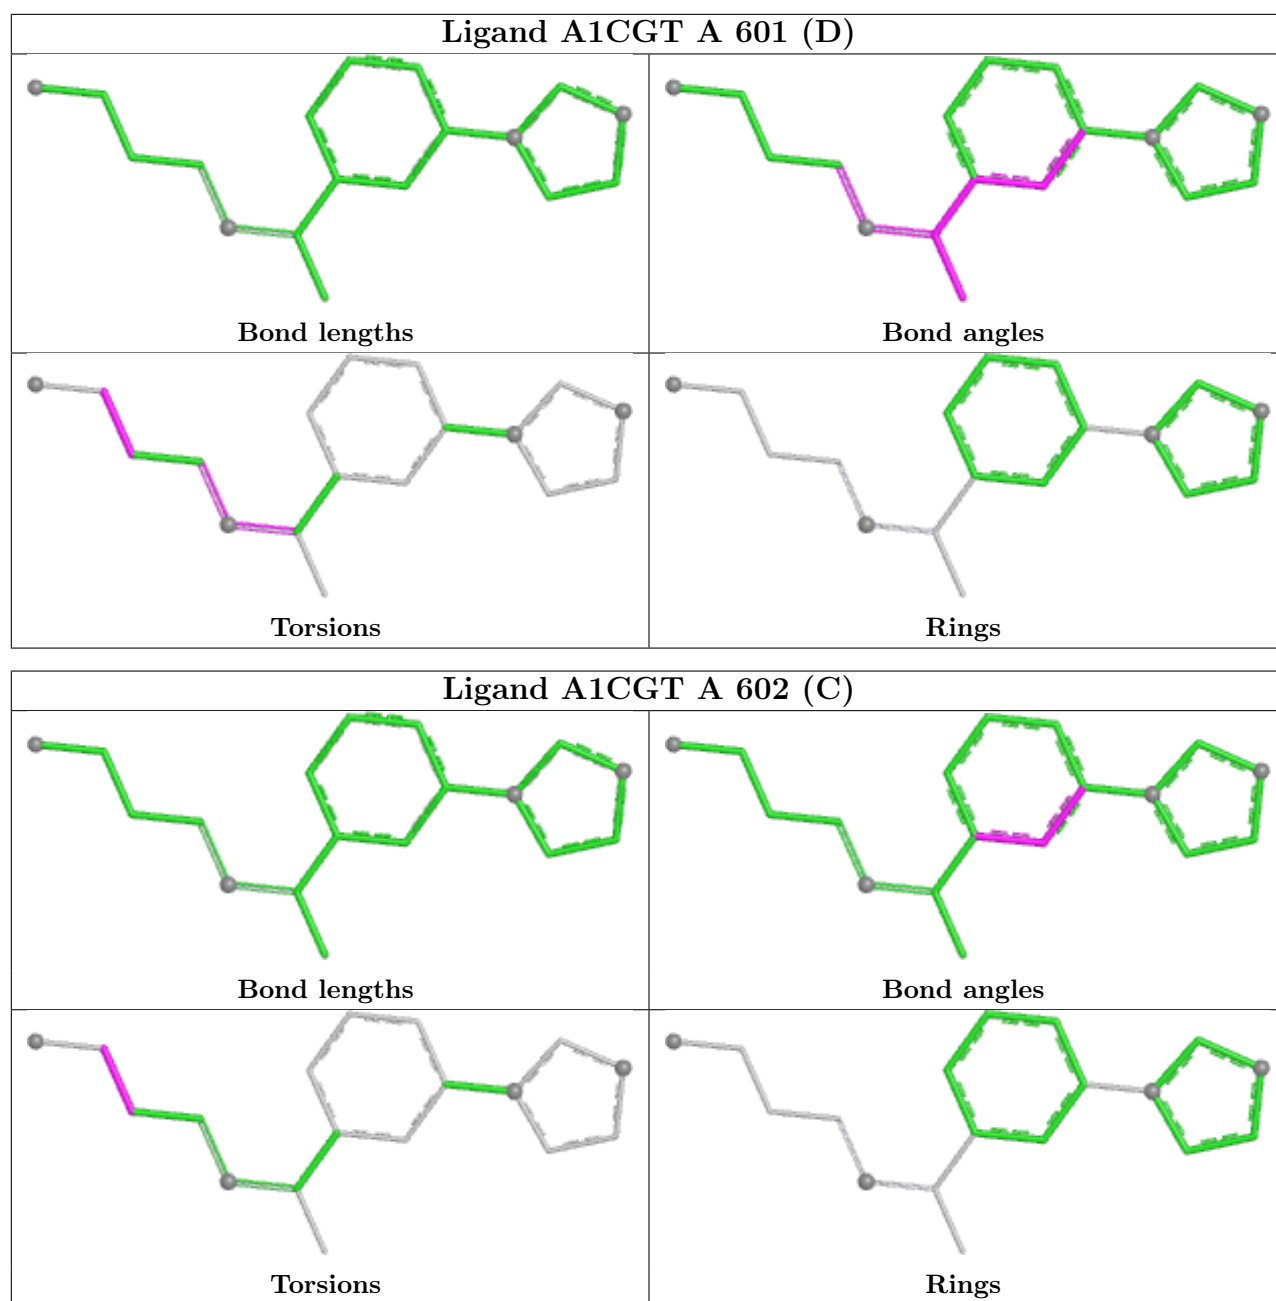 Ligand A1CGT A 601 (D)
Bond lengths
Bond angles
Torsions
Rings
Ligand A1CGT A 602 (C)
Bond lengths
Bond angles
Torsions
Rings